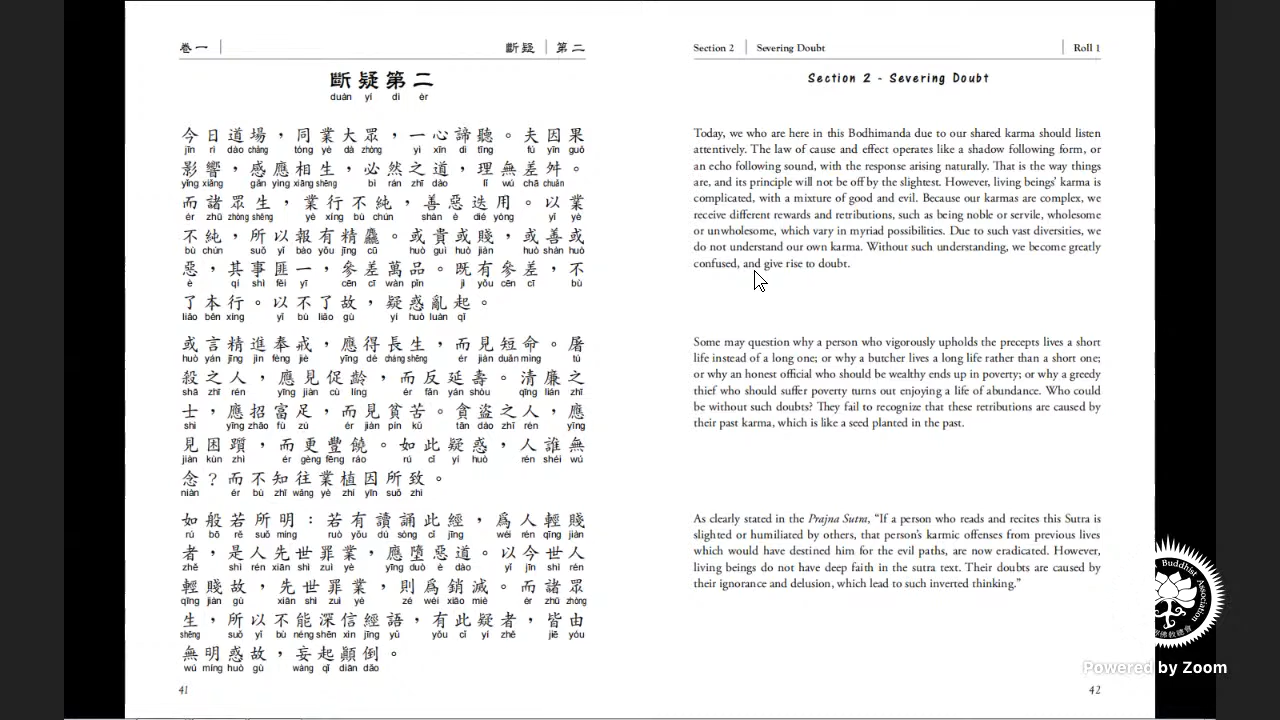 卷一
斷疑
第二
斷疑第二
duàn yí dì èr
今日道場，同業大眾，一心諦聽。夫因果
jīn rì dào chǎng tóng yè dà zhòng yì xīn dì tīng fú yīn guǒ
影響，感應相生，必然之道，理無差舛。
yǐng xiǎng gǎn yìng xiāng shēng bì rán zhī dào lǐ wú chā chuǎn
而諸眾生，業行不純，善惡迭用。以業
ér zhū zhòng shēng yè xíng bù chún shàn è dié yòng yǐ yè
不純，所以報有精麤。或貴或賤，或善或
bù chún suǒ yǐ bào yǒu jīng cū huò guì huò jiàn huò shàn huò
惡，其事匪一，參差萬品。既有參差，不
è qí shì fěi yī cēn cī wàn pǐn jì yǒu cēn cī bù
了本行。以不了故，疑惑亂起。
liǎo běn xíng yǐ bù liǎo gù yí huò luàn qǐ
或言精進奉戒，應得長生，而見短命。屠
huò yán jīng jìn fèng jiè yīng dé cháng shēng ér jiàn duǎn mìng tú
殺之人，應見促齡，而反延壽。清廉之
shā zhī rén yīng jiàn cù líng ér fǎn yán shòu qīng lián zhī
士，應招富足，而見貧苦。貪盜之人，應
shì yīng zhāo fù zú ér jiàn pín kǔ tān dào zhī rén yīng
見困躓，而更豐饒。如此疑惑，人誰無
jiàn kùn zhì ér gèng fēng ráo rú cǐ yí huò rén shéi wú
念？而不知往業植因所致。
niàn ér bù zhī wǎng yè zhí yīn suǒ zhì
如般若所明：若有讀誦此經，為人輕賤
rú bō rě suǒ míng ruò yǒu dú sòng cǐ jīng wéi rén qīng jiàn
者，是人先世罪業，應墮惡道。以今世人
zhě shì rén xiān shì zuì yè yīng duò è dào yǐ jīn shì rén
輕賤故，先世罪業，則為銷滅。而諸眾
qīng jiàn gù xiān shì zuì yè zé wéi xiāo miè ér zhū zhòng
生，所以不能深信經語，有此疑者，皆由
shēng suǒ yǐ bù néng shēn xìn jīng yǔ yǒu cǐ yí zhě jiē yóu
無明惑故，妄起顛倒。
wú míng huò gù wàng qǐ diān dǎo
41
Section 2
Severing Doubt
Roll 1
Section 2 - Severing Doubt
Today, we who are here in this Bodhimanda due to our shared karma should listen
attentively. The law of cause and effect operates like a shadow following form, or
an echo following sound, with the response arising naturally. That is the way things
are, and its principle will not be off by the slightest. However, living beings' karma is
complicated, with a mixture of good and evil. Because our karmas are complex, we
receive different rewards and retributions, such as being noble or servile, wholesome
or unwholesome, which vary in myriad possibilities. Due to such vast diversities, we
do not understand our own karma. Without such understanding, we become greatly
confused, and give rise to doubt.
Some may question why a person who vigorously upholds the precepts lives a short
life instead of a long one; or why a butcher lives a long life rather than a short one;
or why an honest official who should be wealthy ends up in poverty; or why a greedy
thief who should suffer poverty turns out enjoying a life of abundance. Who could
be without such doubts? They fail to recognize that these retributions are caused by
their past karma, which is like a seed planted in the past.
As clearly stated in the Prajna Sutra, "If a person who reads and recites this Sutra is
slighted or humiliated by others, that person's karmic offenses from previous lives
which would have destined him for the evil paths, are now eradicated. However,
living beings do not have deep faith in the sutra text. Their doubts are caused by
their ignorance and delusion, which lead to such inverted thinking."
42
Buddhist Association
佛教總會
Powered by Zoom